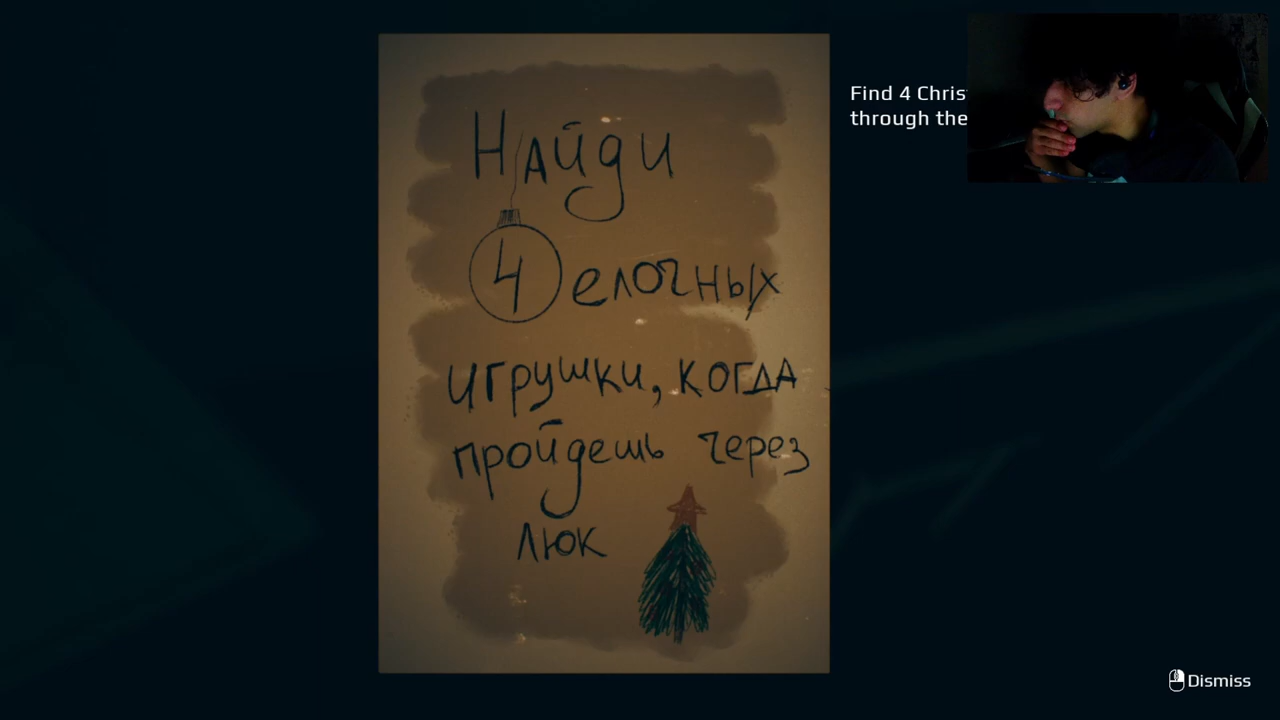 Найди
4 елочных
игрушки, когда
пройдешь через
люк
Find 4 Chris
through the
Dismiss